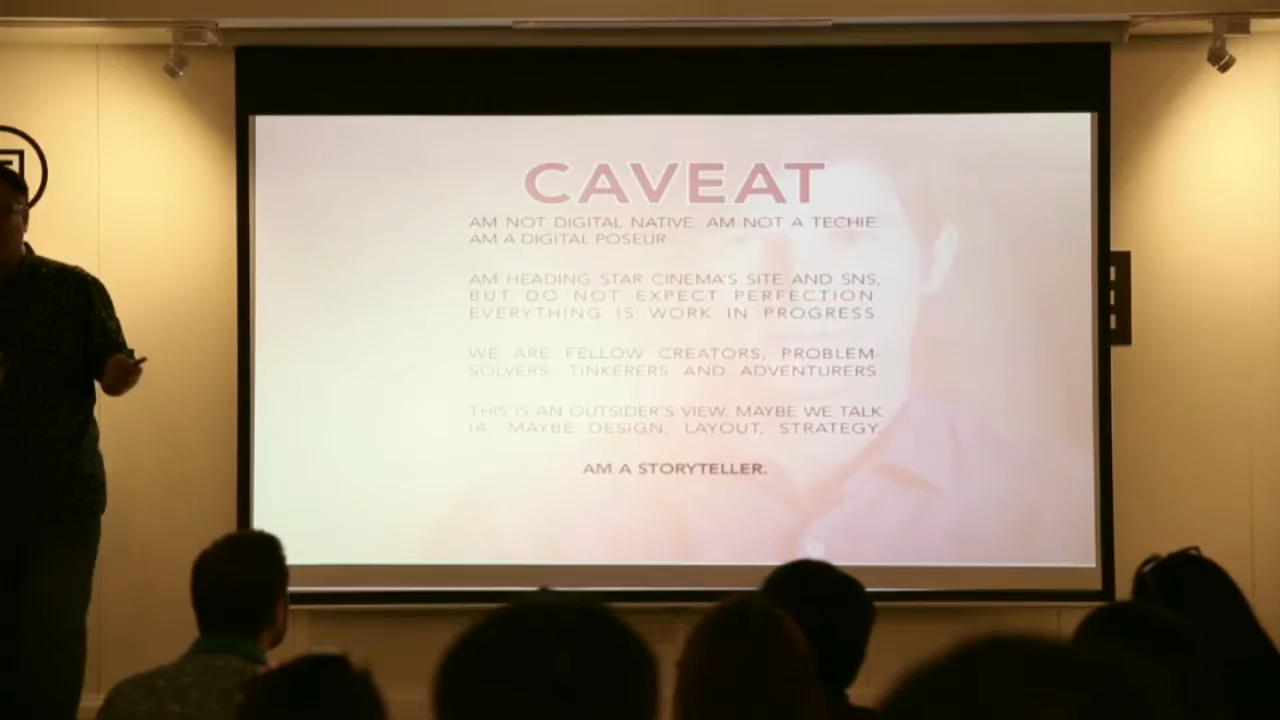 CAVEAT
AM NOT DIGITAL NATIVE. AM NOT A TECHIE.
AM A DIGITAL POSEUR.
AM HEADING STAR CINEMA'S SITE AND SNS,
BUT DO NOT EXPECT PERFECTION.
EVERYTHING IS WORK IN PROGRESS.
WE ARE FELLOW CREATORS, PROBLEM-
SOLVERS, TINKERERS AND ADVENTURERS.
THIS IS AN OUTSIDER'S VIEW. MAYBE WE TALK
IA, MAYBE DESIGN, LAYOUT, STRATEGY.
AM A STORYTELLER.